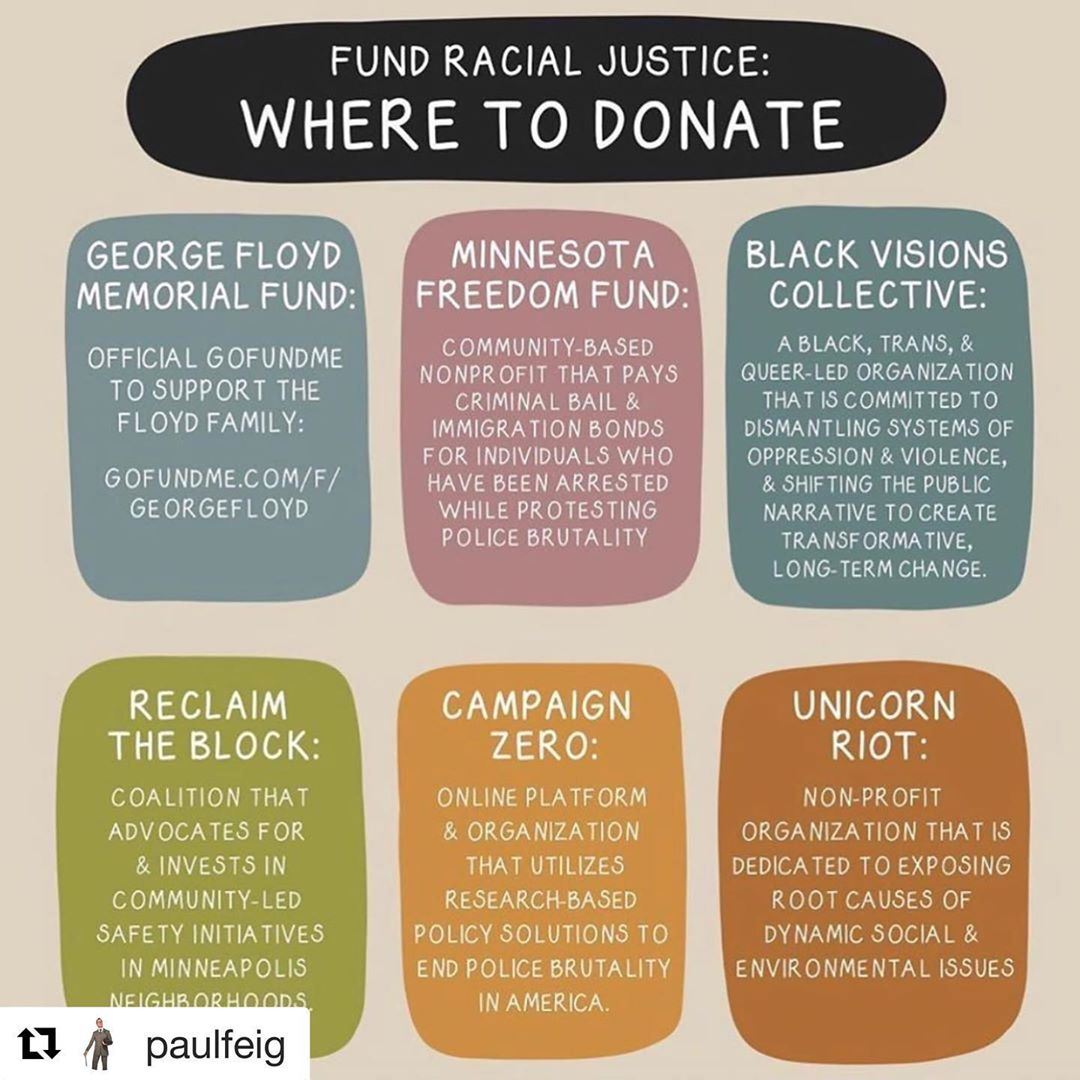 FUND RACIAL JUSTICE:
WHERE TO DONATE
GEORGE FLOYD
MEMORIAL FUND:
OFFICIAL GOFUNDME
TO SUPPORT THE
FLOYD FAMILY:
GOFUNDME.COM/F/
GEORGEFLOYD
MINNESOTA
FREEDOM FUND:
COMMUNITY-BASED
NONPROFIT THAT PAYS
CRIMINAL BAIL &
IMMIGRATION BONDS
FOR INDIVIDUALS WHO
HAVE BEEN ARRESTED
WHILE PROTESTING
POLICE BRUTALITY
BLACK VISIONS
COLLECTIVE:
A BLACK, TRANS, &
QUEER-LED ORGANIZATION
THAT IS COMMITTED TO
DISMANTLING SYSTEMS OF
OPPRESSION & VIOLENCE,
& SHIFTING THE PUBLIC
NARRATIVE TO CREATE
TRANSFORMATIVE,
LONG-TERM CHANGE.
RECLAIM
THE BLOCK:
COALITION THAT
ADVOCATES FOR
& INVESTS IN
COMMUNITY-LED
SAFETY INITIATIVES
IN MINNEAPOLIS
NEIGHBORHOODS.
CAMPAIGN
ZERO:
ONLINE PLATFORM
& ORGANIZATION
THAT UTILIZES
RESEARCH-BASED
POLICY SOLUTIONS TO
END POLICE BRUTALITY
IN AMERICA.
UNICORN
RIOT:
NON-PROFIT
ORGANIZATION THAT IS
DEDICATED TO EXPOSING
ROOT CAUSES OF
DYNAMIC SOCIAL &
ENVIRONMENTAL ISSUES
paulfeig